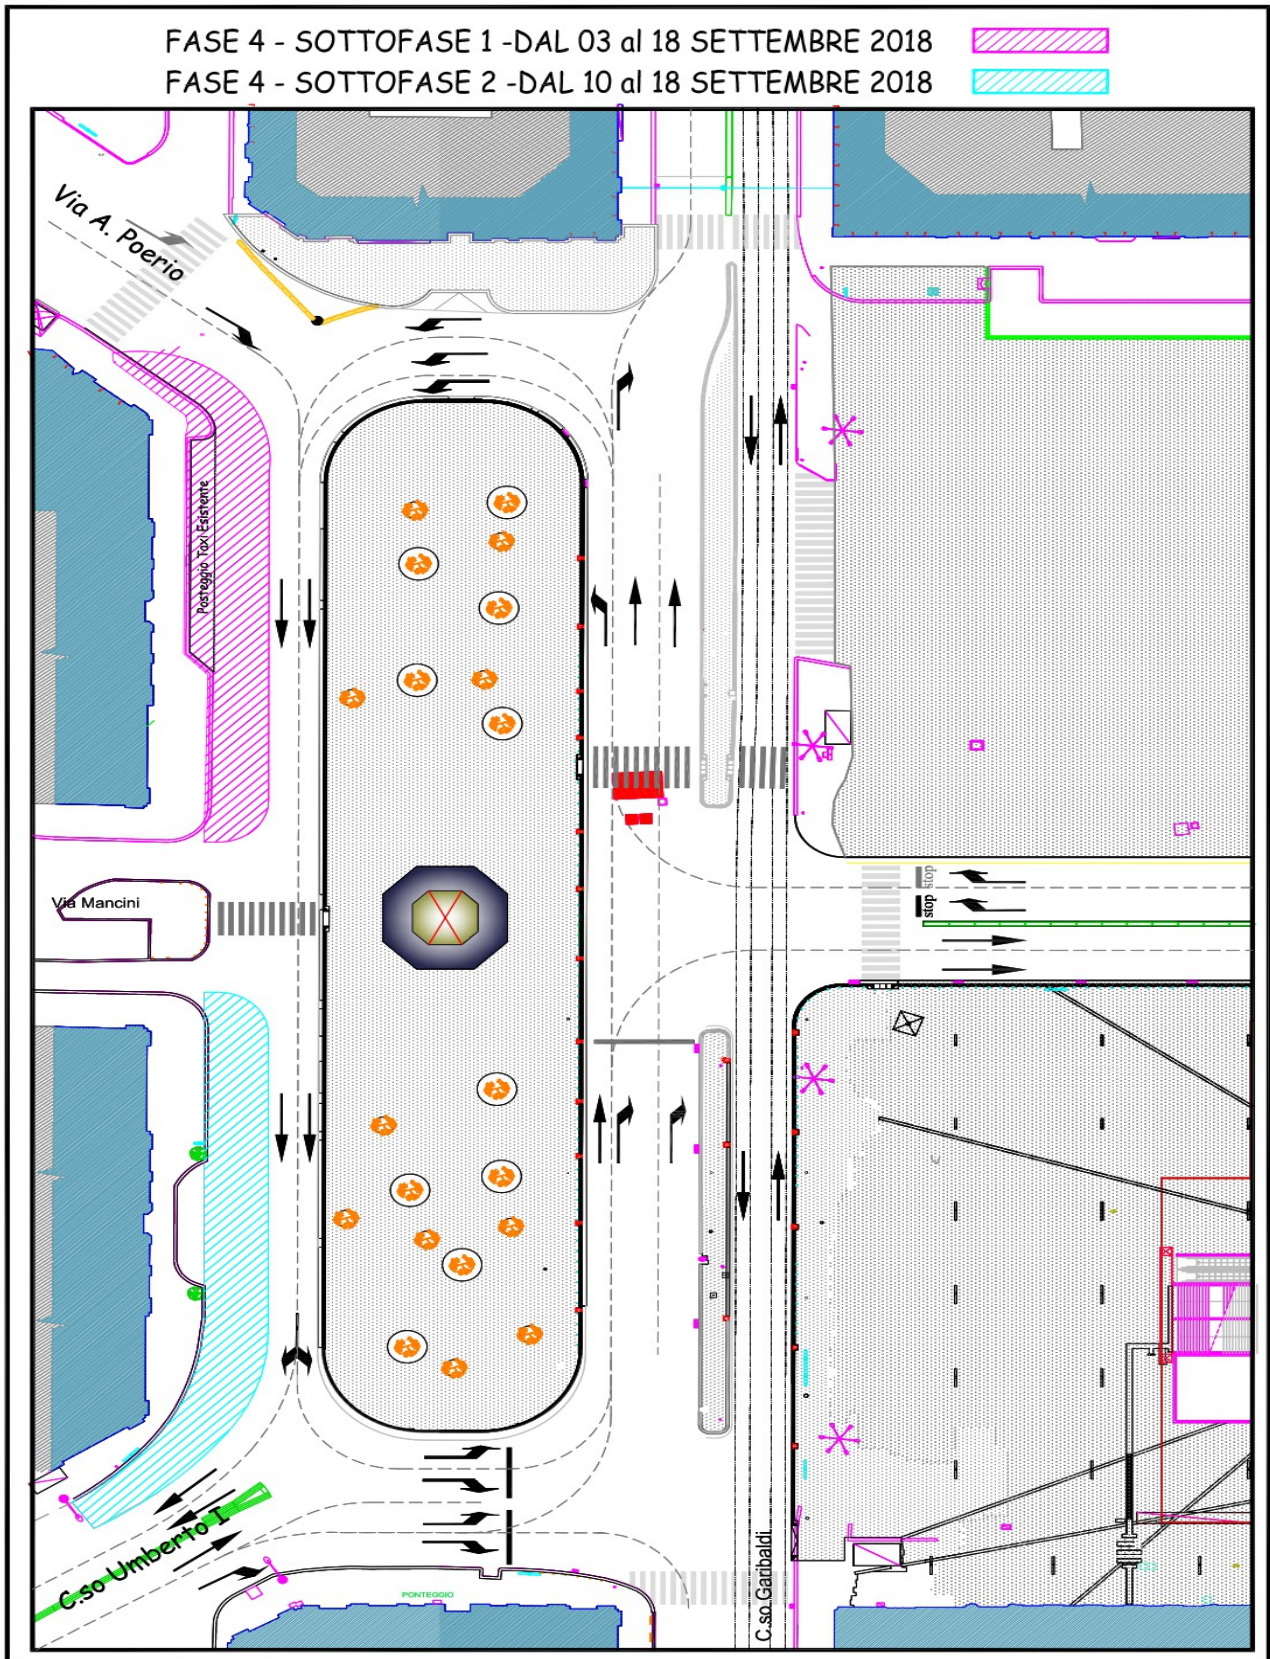 FASE 4 - SOTTOFASE 1 -DAL 03 al 18 SETTEMBRE 2018
FASE 4 - SOTTOFASE 2 -DAL 10 al 18 SETTEMBRE 2018
Via A. Poerio
Posteggio Taxi Esistente
Via Mancini
stop
stop
C.so Umberto I
PONTEGGIO
C.so Garibaldi